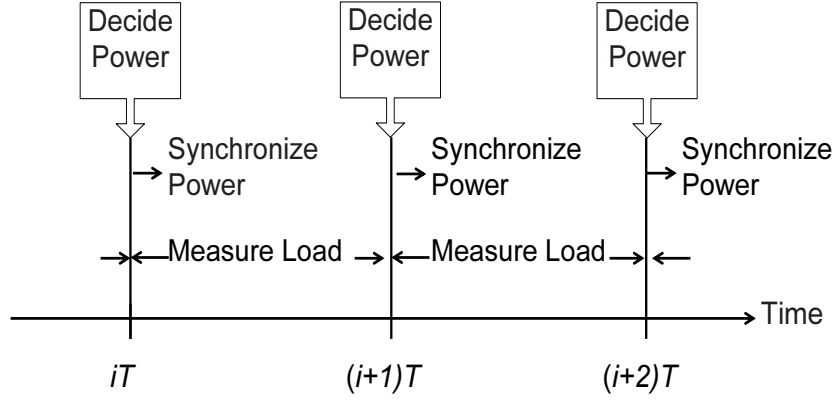 Decide
Power
Decide
Power
Decide
Power
Synchronize
Power
Synchronize
Power
Synchronize
Power
Measure Load
Measure Load
Time
iT
(i+1)T
(i+2)T